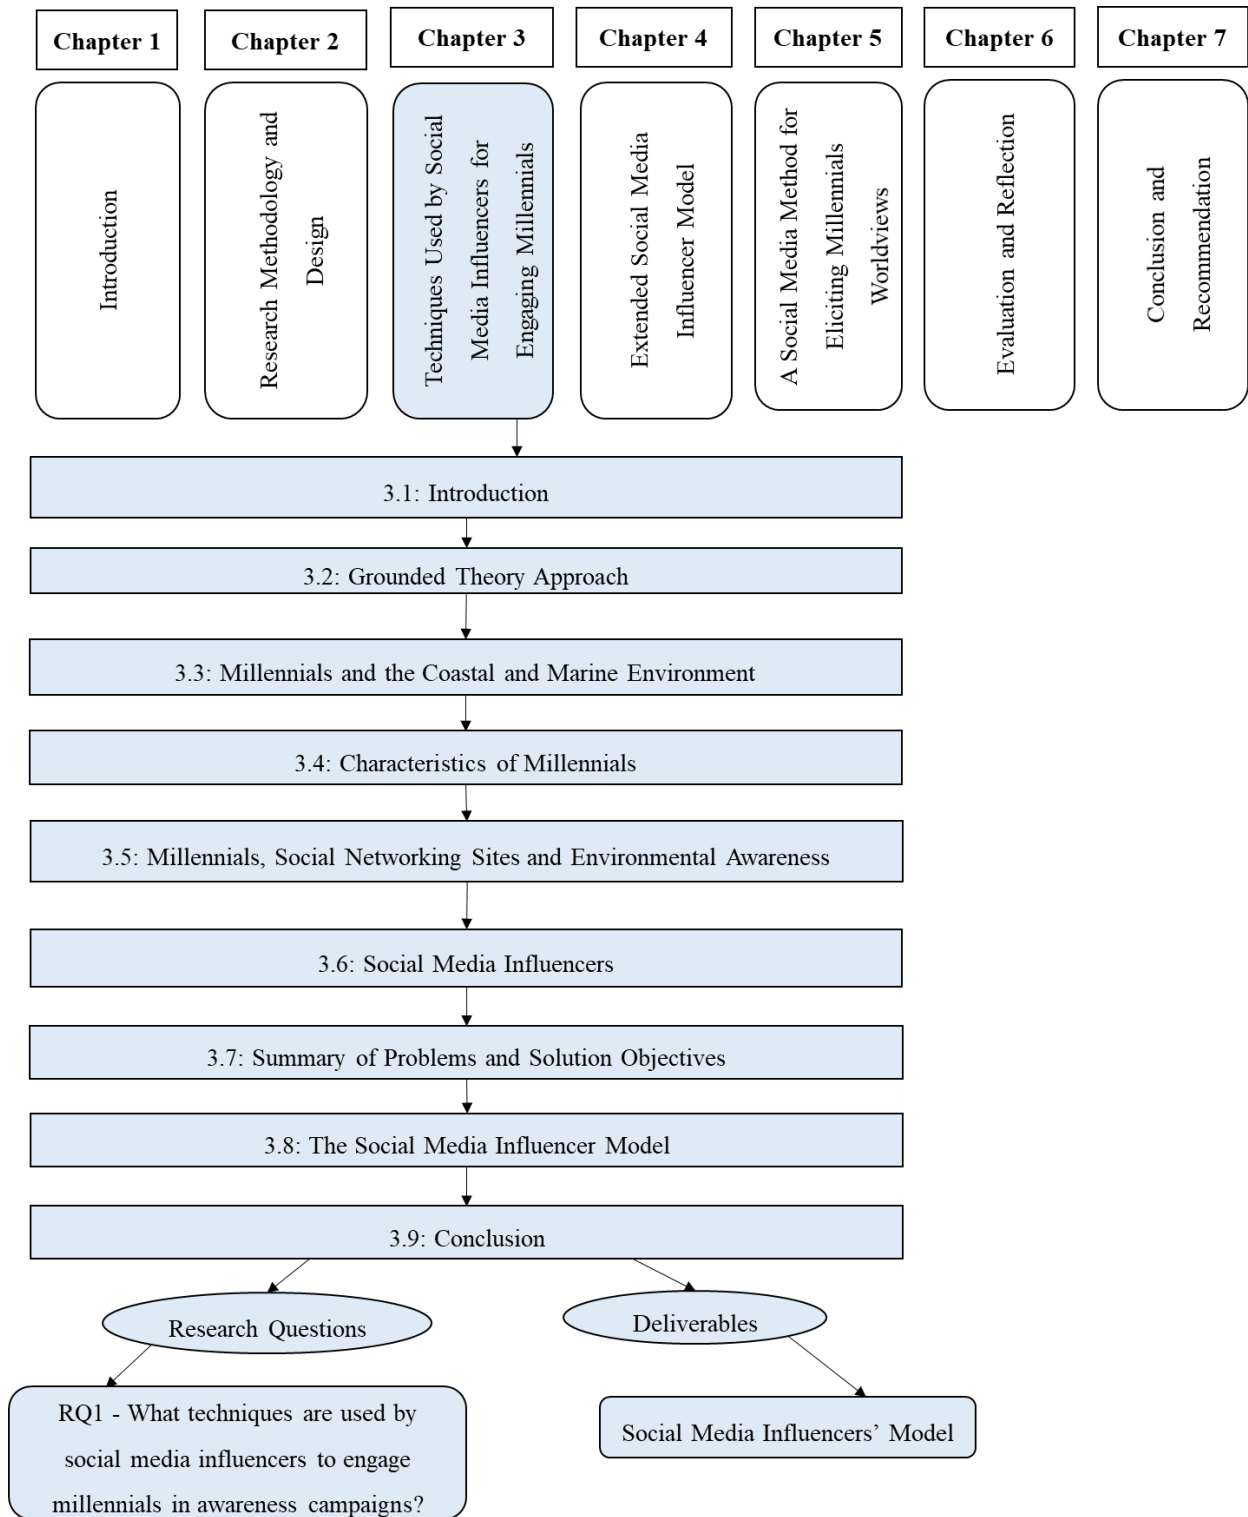 Chapter 1
Chapter 2
Chapter 3
Chapter 4
Chapter 5
Chapter 6
Chapter 7
Introduction
Research Methodology and
Design
Techniques Used by Social
Media Influencers for
Engaging Millennials
Extended Social Media
Influencer Model
A Social Media Method for
Eliciting Millennials
Worldviews
Evaluation and Reflection
Conclusion and
Recommendation
3.1: Introduction
3.2: Grounded Theory Approach
3.3: Millennials and the Coastal and Marine Environment
3.4: Characteristics of Millennials
3.5: Millennials, Social Networking Sites and Environmental Awareness
3.6: Social Media Influencers
3.7: Summary of Problems and Solution Objectives
3.8: The Social Media Influencer Model
3.9: Conclusion
Research Questions
Deliverables
RQ1 - What techniques are used by
social media influencers to engage
millennials in awareness campaigns?
Social Media Influencers’ Model